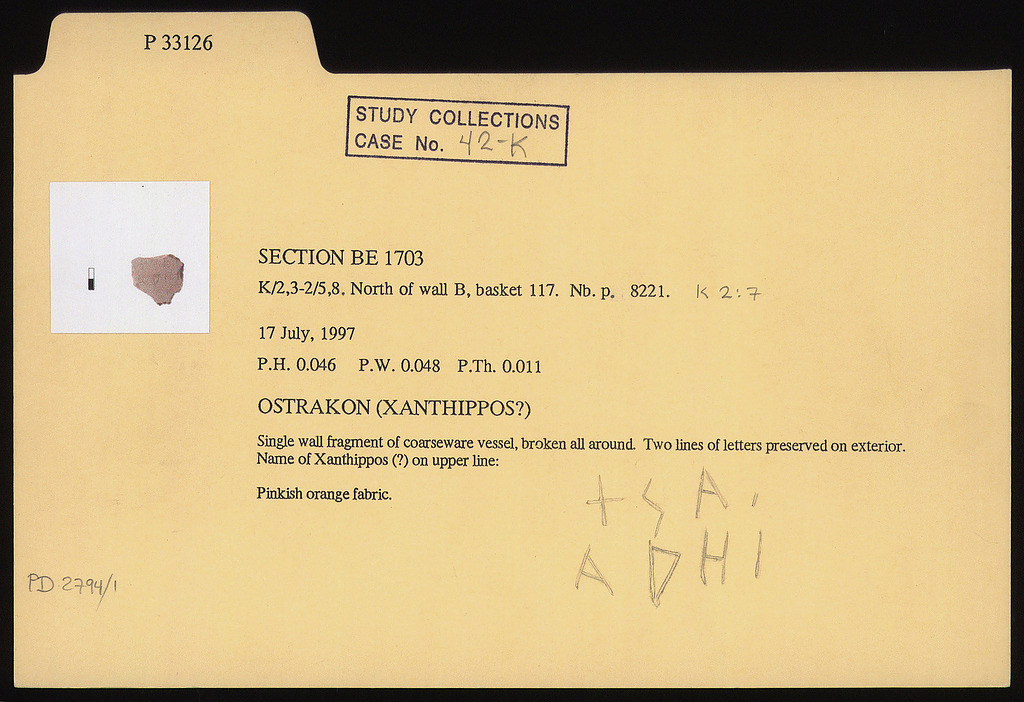 P 33126
STUDY COLLECTIONS
CASE No. 42-K
SECTION BE 1703
K/2,3-2/5,8. North of wall B, basket 117. Nb. p. 8221. K 2:7
17 July, 1997
P.H. 0.046 P.W. 0.048 P.Th. 0.011
OSTRAKON (XANTHIPPOS?)
Single wall fragment of coarseware vessel, broken all around. Two lines of letters preserved on exterior.
Name of Xanthippos (?) on upper line:
Pinkish orange fabric.
+ S A
A D H I
PD 2794/1